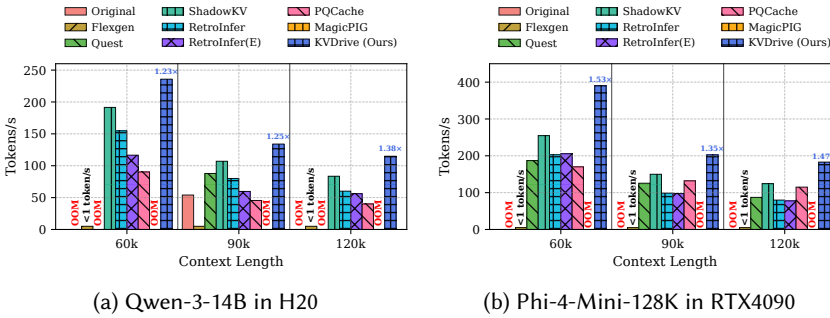 Original ShadowKV PQCache
Flexgen RetroInfer MagicPIG
Quest RetroInfer(E) KVDrive (Ours)
Tokens/s
250
200
150
100
50
0
OOM
<1 token/s
OOM
OOM
1.23×
OOM
1.25×
OOM
<1 token/s
OOM
OOM
1.38×
60k 90k 120k
Context Length
(a) Qwen-3-14B in H20
Original ShadowKV PQCache
Flexgen RetroInfer MagicPIG
Quest RetroInfer(E) KVDrive (Ours)
Tokens/s
400
300
200
100
0
OOM
<1 token/s
OOM
1.53×
OOM
<1 token/s
OOM
1.35×
OOM
<1 token/s
OOM
1.47
60k 90k 120k
Context Length
(b) Phi-4-Mini-128K in RTX4090